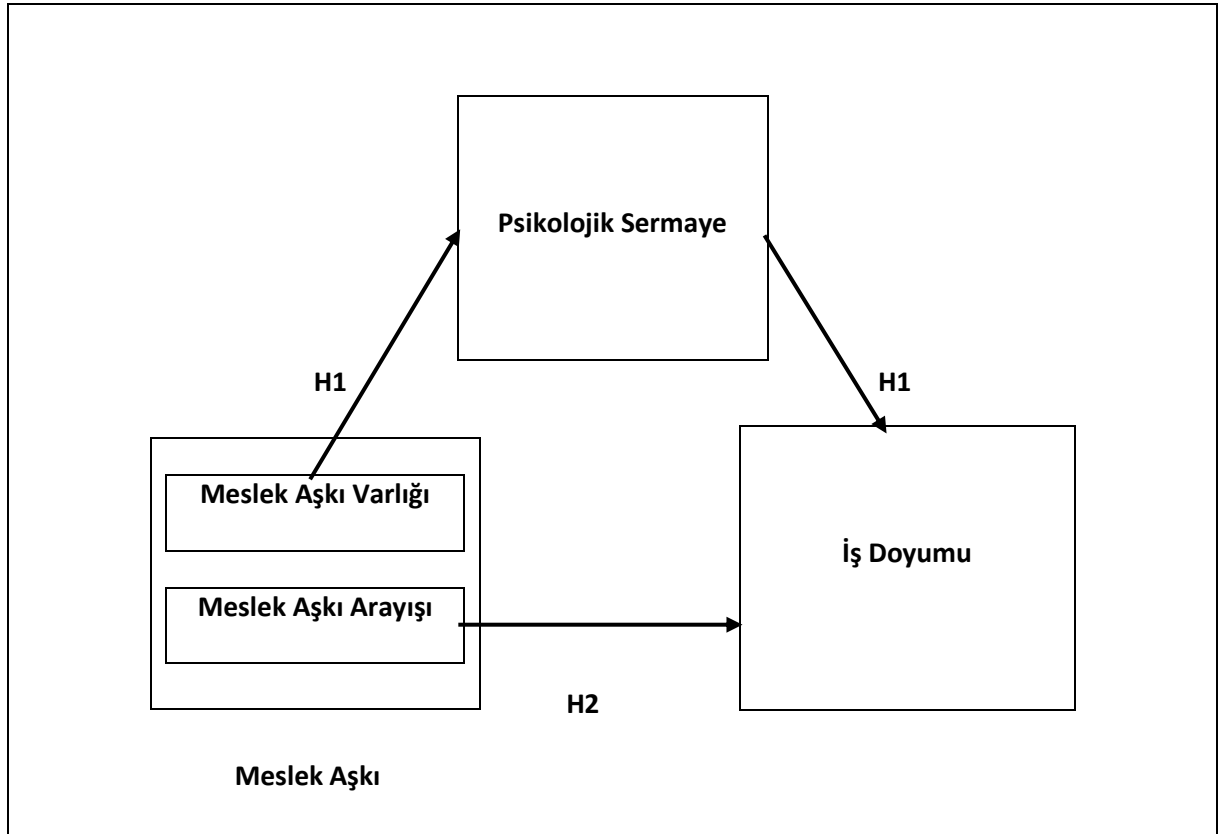 Psikolojik Sermaye
H1
H1
Meslek Aşkı Varlığı
İş Doyumu
Meslek Aşkı Arayışı
H2
Meslek Aşkı